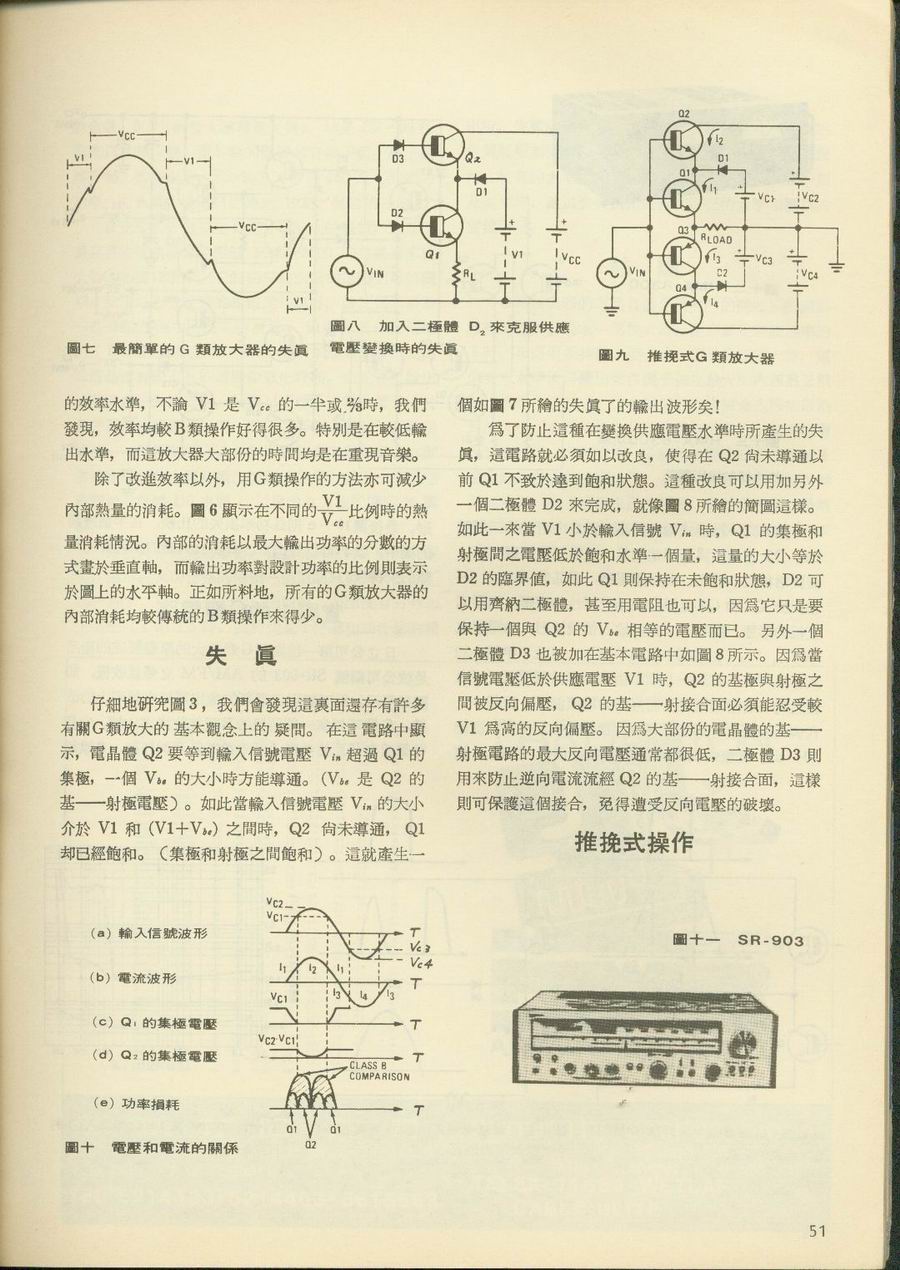 VCC
V1
V1
VCC
V1
圖七 最簡單的G類放大器的失眞
D3
Q2
D1
D2
Q1
VIN
RL
V1
VCC
圖八 加入二極體 D2 來克服供應
電壓變換時的失眞
Q2
I2
D1
Q1
I1
VC1
VC2
Q3
RLOAD
I3
VC3
VIN
D2
VC4
Q4
I4
圖九 推挽式G類放大器
的效率水準，不論 V1 是 Vcc 的一半或⅔時，我們
發現，效率均較B類操作好得很多。特別是在較低輸
出水準，而這放大器大部份的時間均是在重現音樂。
除了改進效率以外，用G類操作的方法亦可減少
內部熱量的消耗。圖6顯示在不同的V1/Vcc比例時的熱
量消耗情況。內部的消耗以最大輸出功率的分數的方
式畫於垂直軸，而輸出功率對設計功率的比例則表示
於圖上的水平軸。正如所料地，所有的G類放大器的
內部消耗均較傳統的B類操作來得少。
失 眞
仔細地研究圖3，我們會發現這裏面還存有許多
有關G類放大的 基本觀念上的 疑問。 在這 電路中顯
示，電晶體 Q2 要等到輸入信號電壓 Vin 超過 Q1 的
集極，一個 Vbe 的大小時方能導通。(Vbe 是 Q2 的
基──射極電壓)。如此當輸入信號電壓 Vin 的大小
介於 V1 和 (V1+Vbe) 之間時，Q2 尙未導通， Q1
却已經飽和。（集極和射極之間飽和）。這就產生一
個如圖7所繪的失眞了的輸出波形矣！
爲了防止這種在變換供應電壓水準時所產生的失
眞，這電路就必須如以改良，使得在 Q2 尙未導通以
前 Q1 不致於達到飽和狀態。這種改良可以用加另外
一個二極體 D2 來完成，就像圖8所繪的簡圖這樣。
如此一來當 V1 小於輸入信號 Vin 時，Q1 的集極和
射極間之電壓低於飽和水準一個量，這量的大小等於
D2 的臨界値，如此 Q1 則保持在未飽和狀態，D2 可
以用齊納二極體，甚至用電阻也可以，因爲它只是要
保持一個與 Q2 的 Vbe 相等的電壓而已。 另外一個
二極體 D3 也被加在基本電路中如圖8所示。因爲當
信號電壓低於供應電壓 V1 時，Q2 的基極與射極之
間被反向偏壓， Q2 的基──射接合面必須能忍受較
V1 爲高的反向偏壓。 因爲大部份的電晶體的基──
射極電路的最大反向電壓通常都很低，二極體 D3 則
用來防止逆向電流流經 Q2 的基──射接合面，這樣
則可保護這個接合，免得遭受反向電壓的破壞。
推挽式操作
VC2
VC1
(a) 輸入信號波形
T
VC3
VC4
(b) 電流波形
I1
I2
I1
I3
I4
I3
T
VC1
(c) Q1 的集極電壓
T
VC2-VC1
(d) Q2 的集極電壓
T
CLASS B
COMPARISON
(e) 功率損耗
T
Q1
Q1
Q2
圖十 電壓和電流的關係
圖十一 SR-903
51